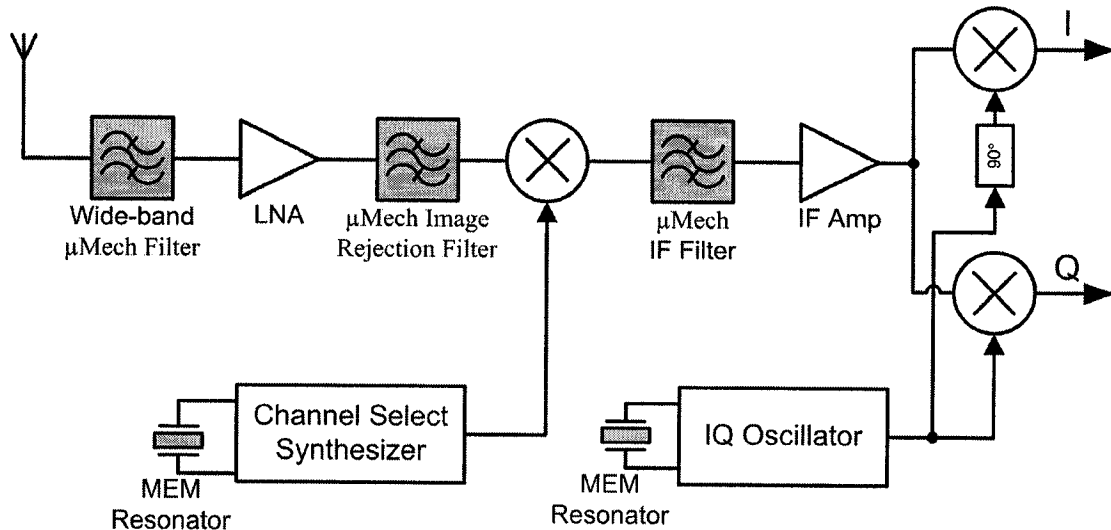 I
90°
Wide-band
μMech Filter
LNA
μMech Image
Rejection Filter
μMech
IF Filter
IF Amp
Q
Channel Select
Synthesizer
IQ Oscillator
MEM
Resonator
MEM
Resonator